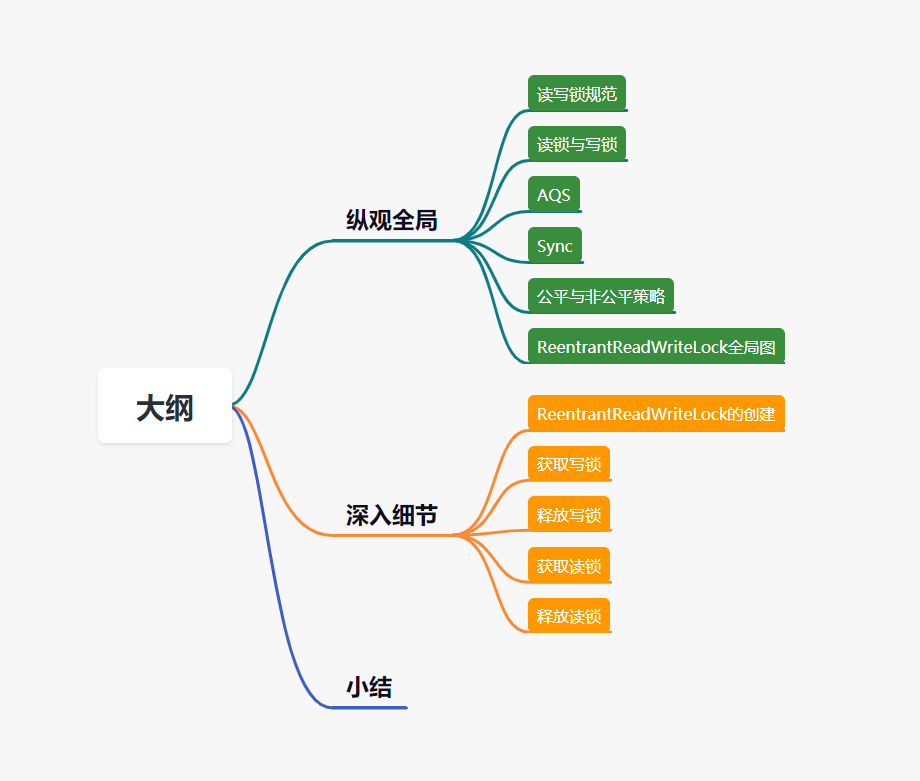 大纲
纵观全局
读写锁规范
读锁与写锁
AQS
Sync
公平与非公平策略
ReentrantReadWriteLock全局图
深入细节
ReentrantReadWriteLock的创建
获取写锁
释放写锁
获取读锁
释放读锁
小结